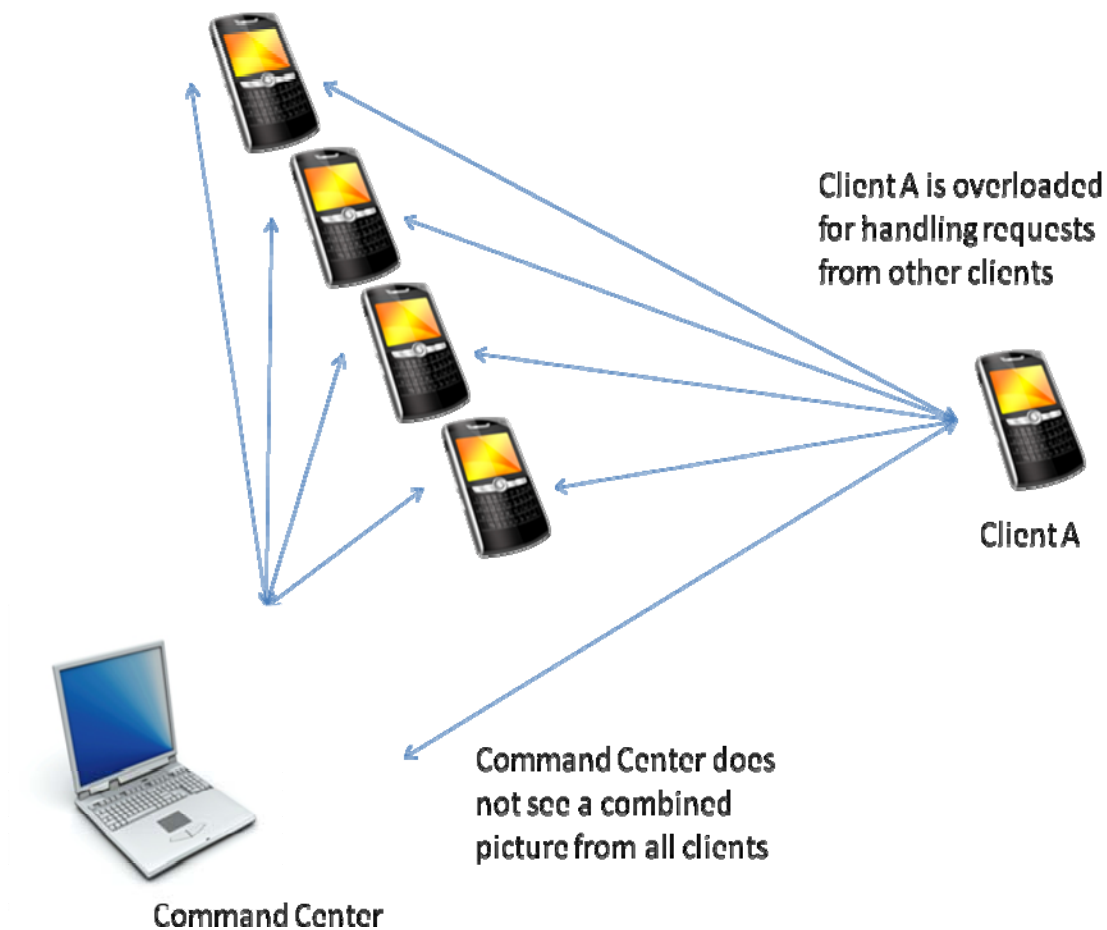 Client A is overloaded
for handling requests
from other clients
Client A
Command Center does
not see a combined
picture from all clients
Command Center